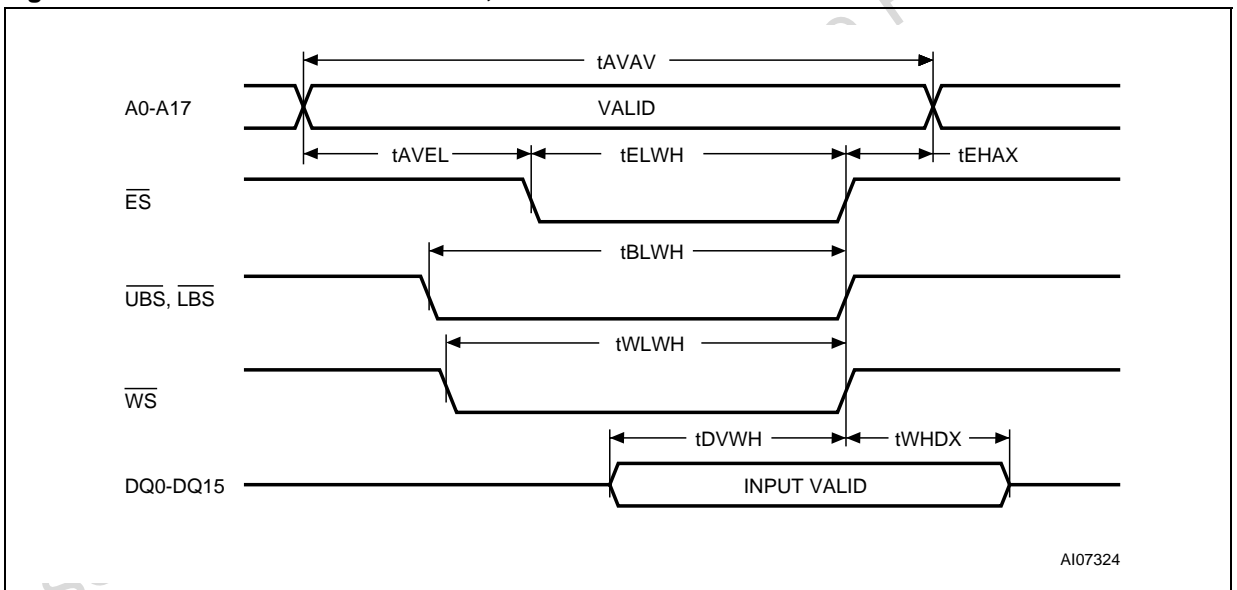 tAVAV
A0-A17
VALID
tAVEL
tELWH
tEHAX
ES
tBLWH
UBS, LBS
tWLWH
WS
tDVWH
tWHDX
DQ0-DQ15
INPUT VALID
AI07324